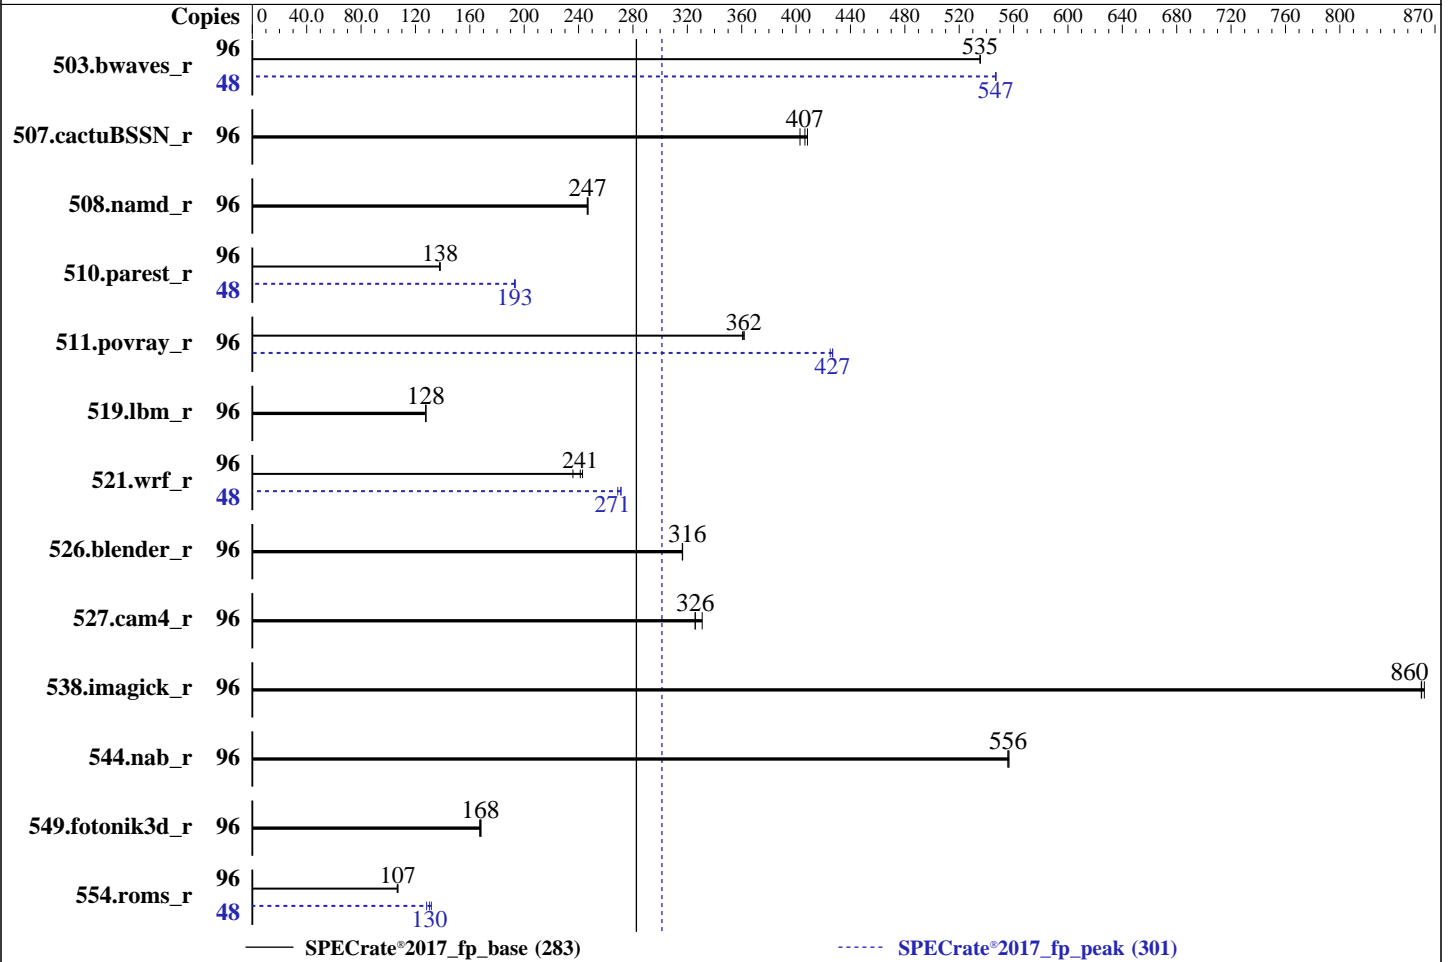 Copies 0 40.0 80.0 120 160 200 240 280 320 360 400 440 480 520 560 600 640 680 720 760 800 870
503.bwaves_r 96 535
48 547
507.cactuBSSN_r 96 407
508.namd_r 96 247
510.parest_r 96 138
48 193
511.povray_r 96 362
427
519.lbm_r 96 128
521.wrf_r 96 241
48 271
526.blender_r 96 316
527.cam4_r 96 326
538.imagick_r 96 860
544.nab_r 96 556
549.fotonik3d_r 96 168
554.roms_r 96 107
48 130
SPECrate®2017_fp_base (283) SPECrate®2017_fp_peak (301)